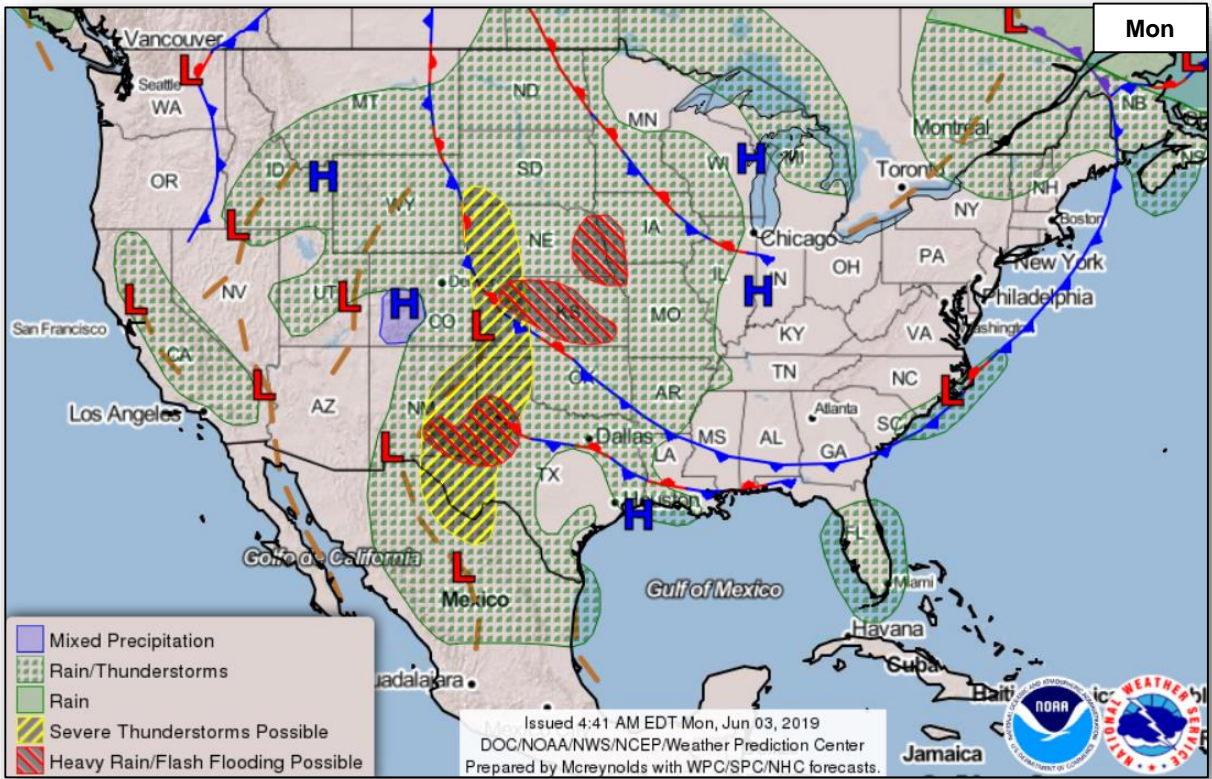 Mon
Vancouver
Seattle
WA
MT
ND
MN
Montreal
NB
NS
OR
ID
SD
WI
MI
Toronto
NH
WY
NY
Boston
NE
IA
Chicago
PA
New York
NV
UT
IL
IN
OH
Philadelphia
San Francisco
CO
KS
MO
KY
VA
Washington
CA
TN
NC
Los Angeles
AZ
NM
AR
Atlanta
SC
Dallas
MS
AL
GA
LA
TX
Houston
FL
Golfo de California
Gulf of Mexico
Miami
Mexico
Havana
Cuba
Haiti
Jamaica
H
H
H
H
H
L
L
L
L
L
L
L
L
L
L
L
Mixed Precipitation
Rain/Thunderstorms
Rain
Severe Thunderstorms Possible
Heavy Rain/Flash Flooding Possible
Issued 4:41 AM EDT Mon, Jun 03, 2019
DOC/NOAA/NWS/NCEP/Weather Prediction Center
Prepared by Mcreynolds with WPC/SPC/NHC forecasts.
NOAA
NATIONAL WEATHER SERVICE